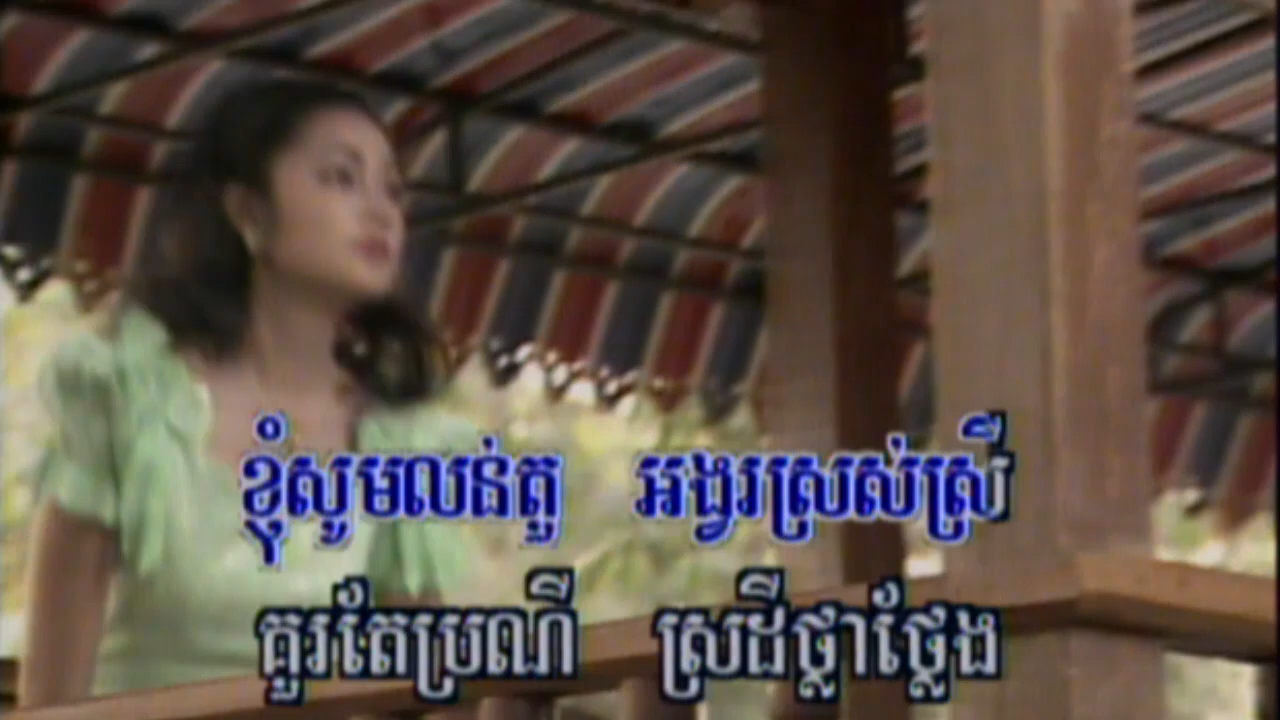 ខ្ញុំសូមលន់តួ អង្វរស្រស់ស្រី
គួរតែប្រណី ស្រដីថ្លាថ្លែង